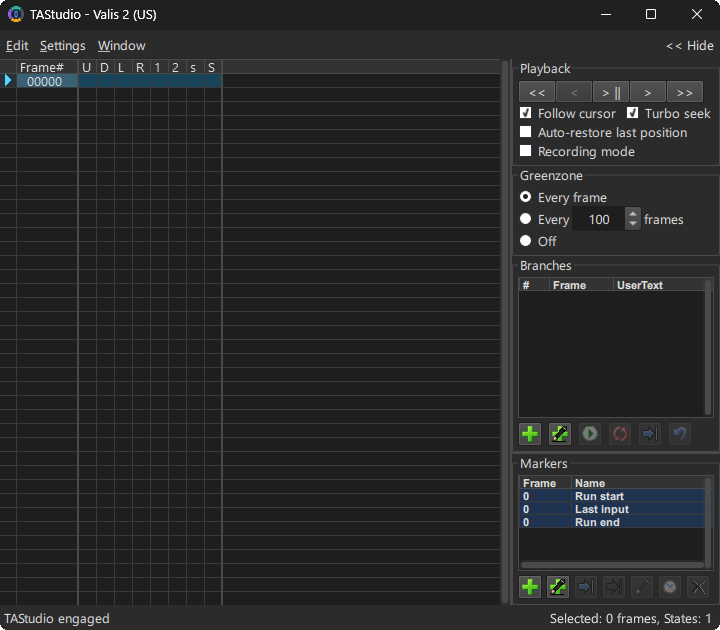 TAStudio - Valis 2 (US)
Edit Settings Window << Hide
Frame# U D L R 1 2 s S
00000
Playback
<< < > || > >>
Follow cursor Turbo seek
Auto-restore last position
Recording mode
Greenzone
Every frame
Every 100 frames
Off
Branches
# Frame UserText
Markers
Frame Name
0 Run start
0 Last input
0 Run end
TAStudio engaged Selected: 0 frames, States: 1